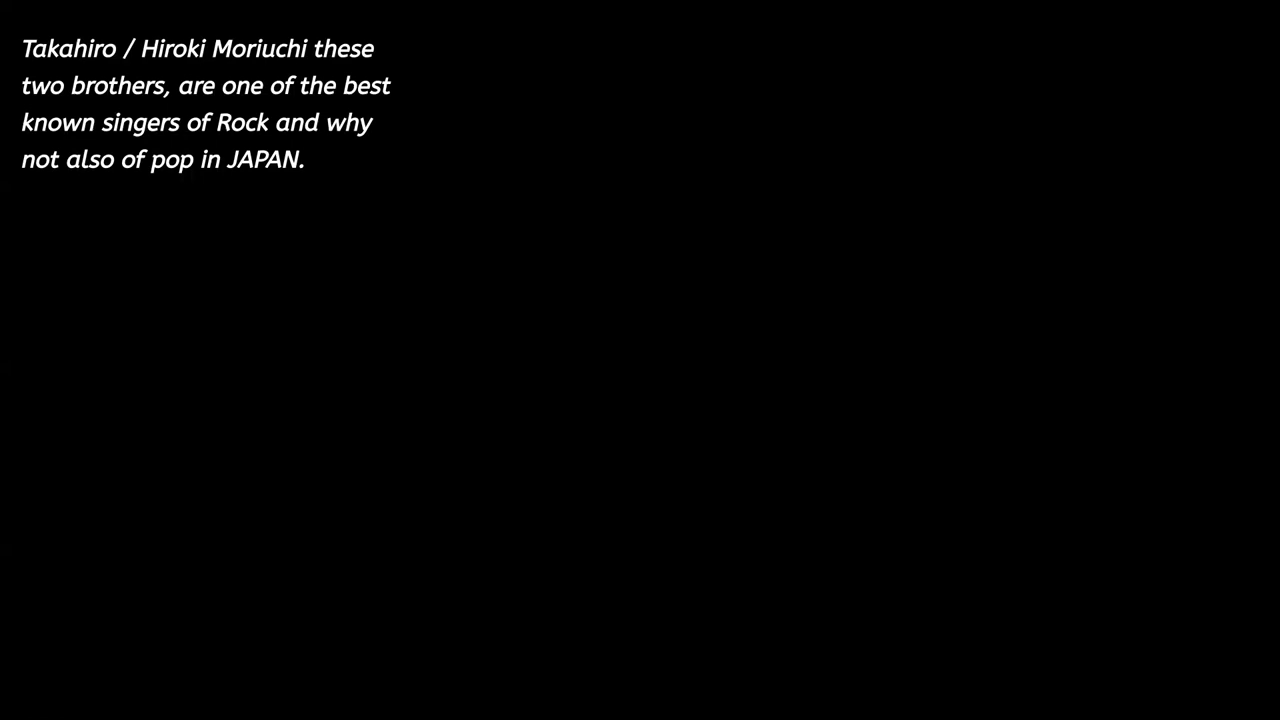 Takahiro / Hiroki Moriuchi these
two brothers, are one of the best
known singers of Rock and why
not also of pop in JAPAN.